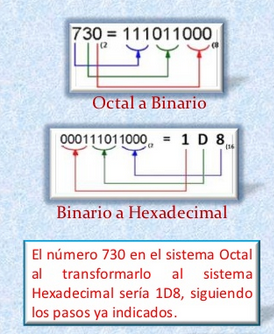 730(2 = 111011000(8
Octal a Binario
000111011000(2 = 1 D 8(16
Binario a Hexadecimal
El número 730 en el sistema Octal
al transformarlo al sistema
Hexadecimal sería 1D8, siguiendo
los pasos ya indicados.